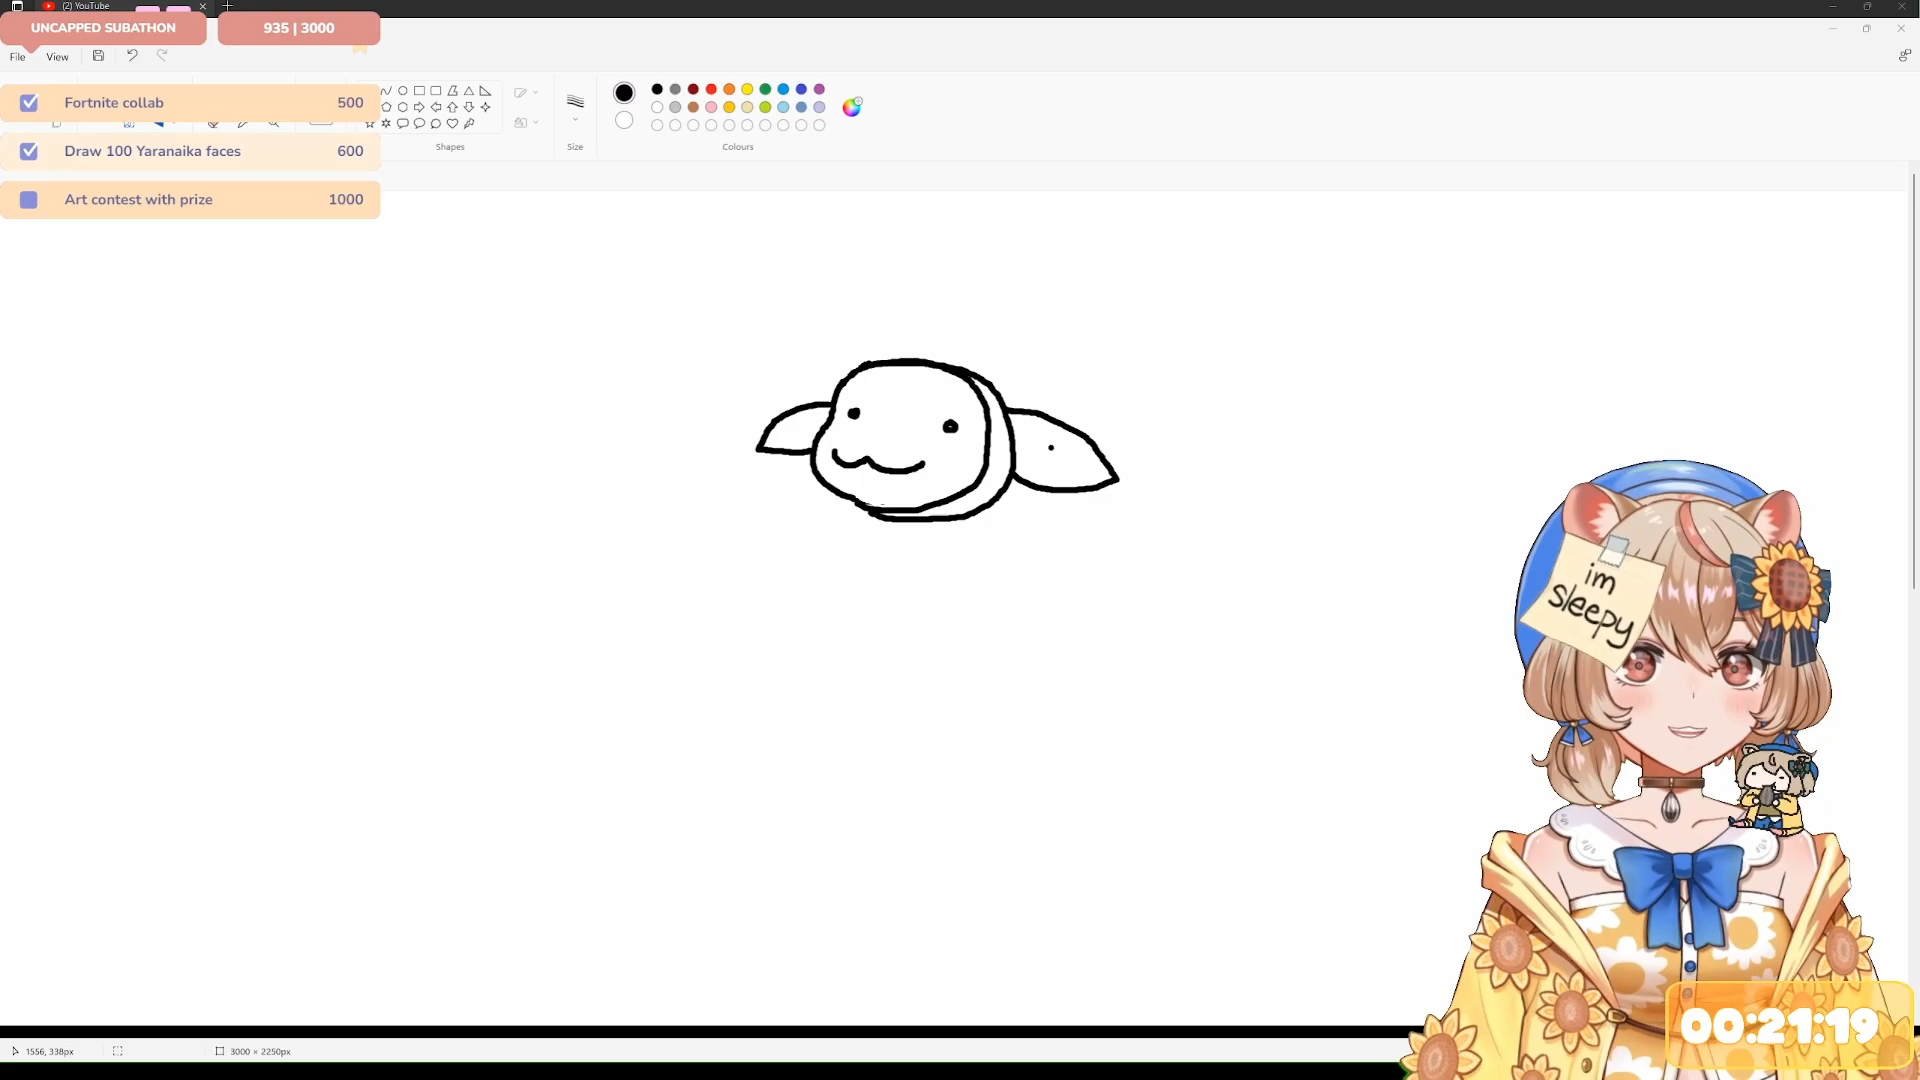 (2) YouTube
UNCAPPED SUBATHON
935 | 3000
File
View
Fortnite collab
500
Draw 100 Yaranaika faces
600
Art contest with prize
1000
Shapes
Size
Colours
im
sleepy
00:21:19
1556, 338px
3000 × 2250px